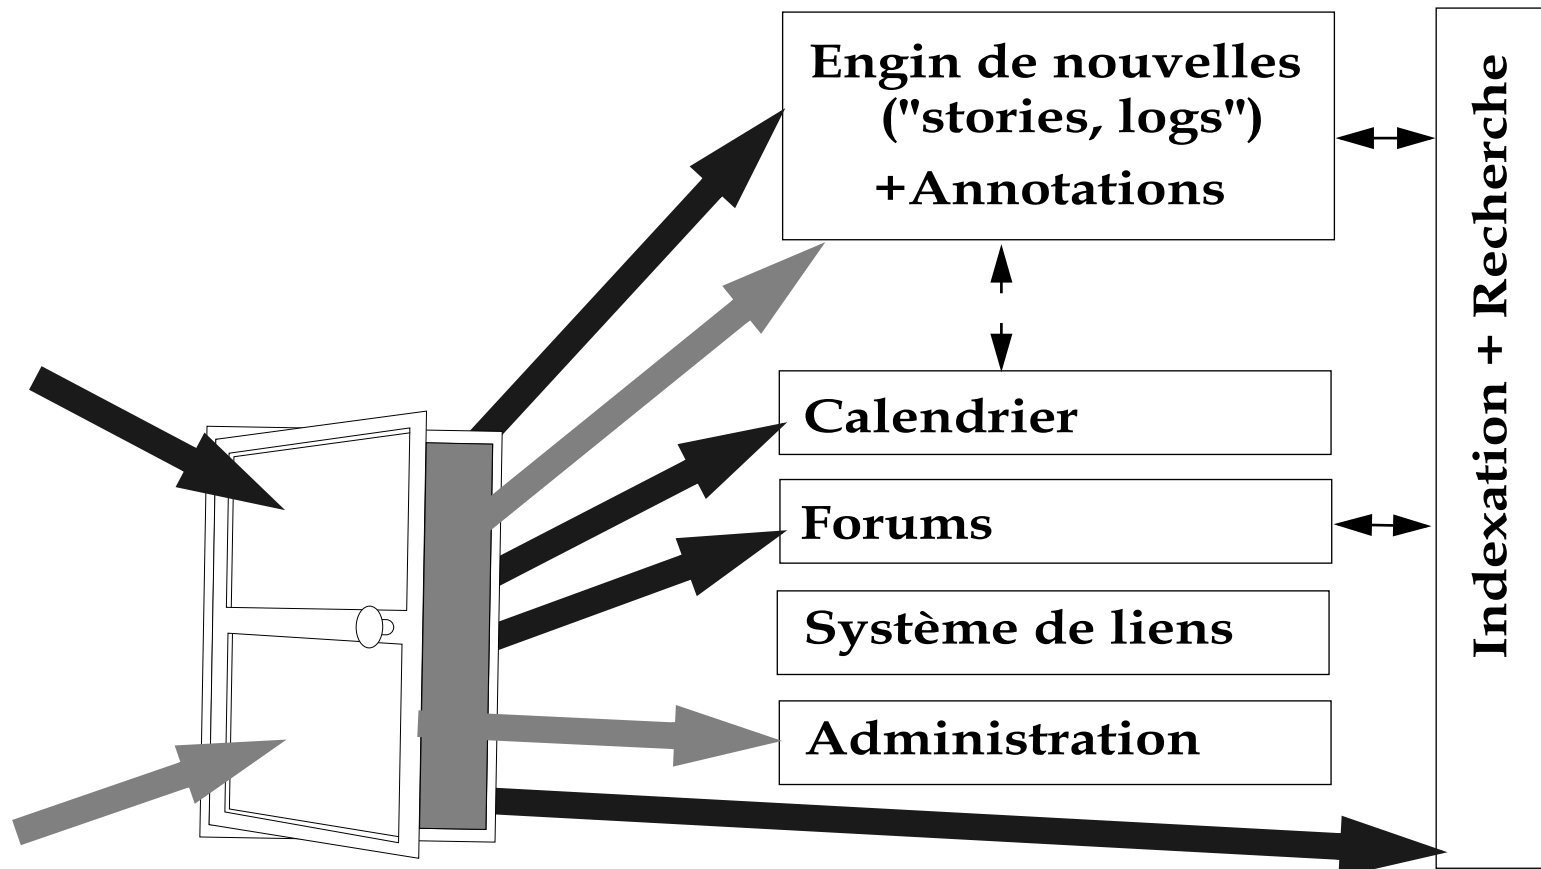 Engin de nouvelles
("stories, logs")
+Annotations
Calendrier
Forums
Système de liens
Administration
Indexation + Recherche